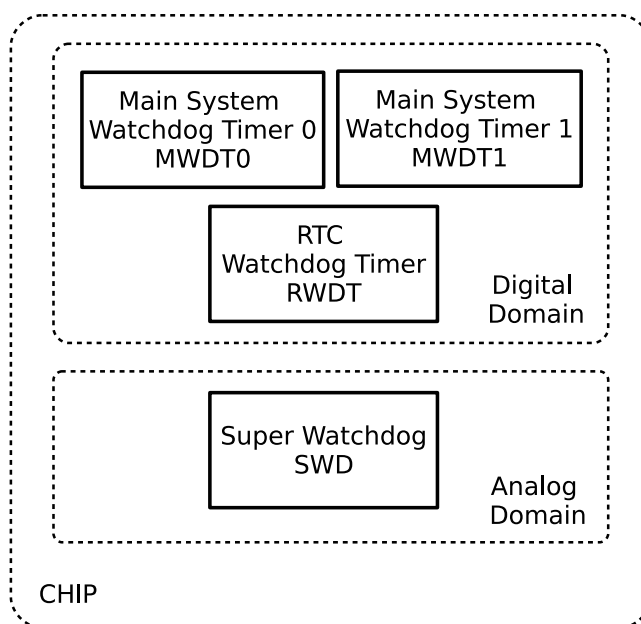 Main System
Watchdog Timer 0
MWDT0
Main System
Watchdog Timer 1
MWDT1
RTC
Watchdog Timer
RWDT
Digital
Domain
Super Watchdog
SWD
Analog
Domain
CHIP